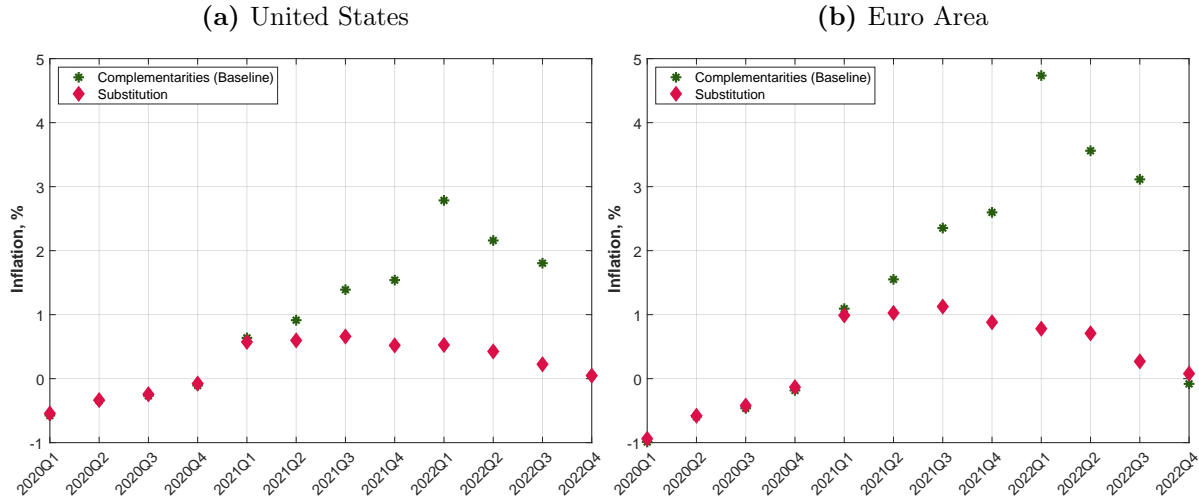 (a) United States
5
4
3
2
1
0
-1
Inflation, %
Complementarities (Baseline)
Substitution
2020Q1
2020Q2
2020Q3
2020Q4
2021Q1
2021Q2
2021Q3
2021Q4
2022Q1
2022Q2
2022Q3
2022Q4
(b) Euro Area
5
4
3
2
1
0
-1
Inflation, %
Complementarities (Baseline)
Substitution
2020Q1
2020Q2
2020Q3
2020Q4
2021Q1
2021Q2
2021Q3
2021Q4
2022Q1
2022Q2
2022Q3
2022Q4